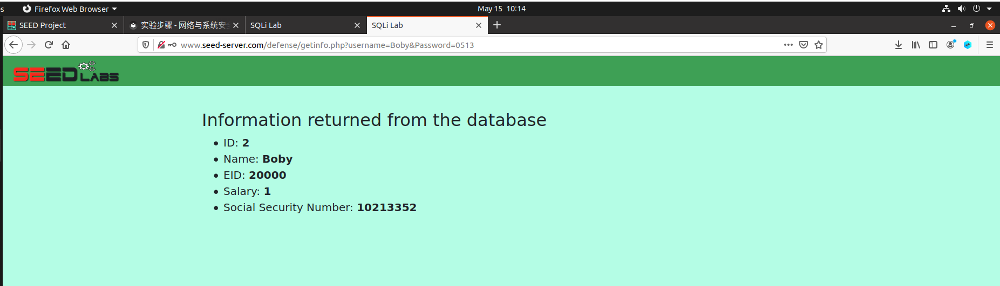 es Firefox Web Browser May 15 10:14
SEED Project 实验步骤 - 网络与系统安全 SQLi Lab SQLi Lab
www.seed-server.com/defense/getinfo.php?username=Boby&Password=0513
SEED LABS
Information returned from the database
• ID: 2
• Name: Boby
• EID: 20000
• Salary: 1
• Social Security Number: 10213352